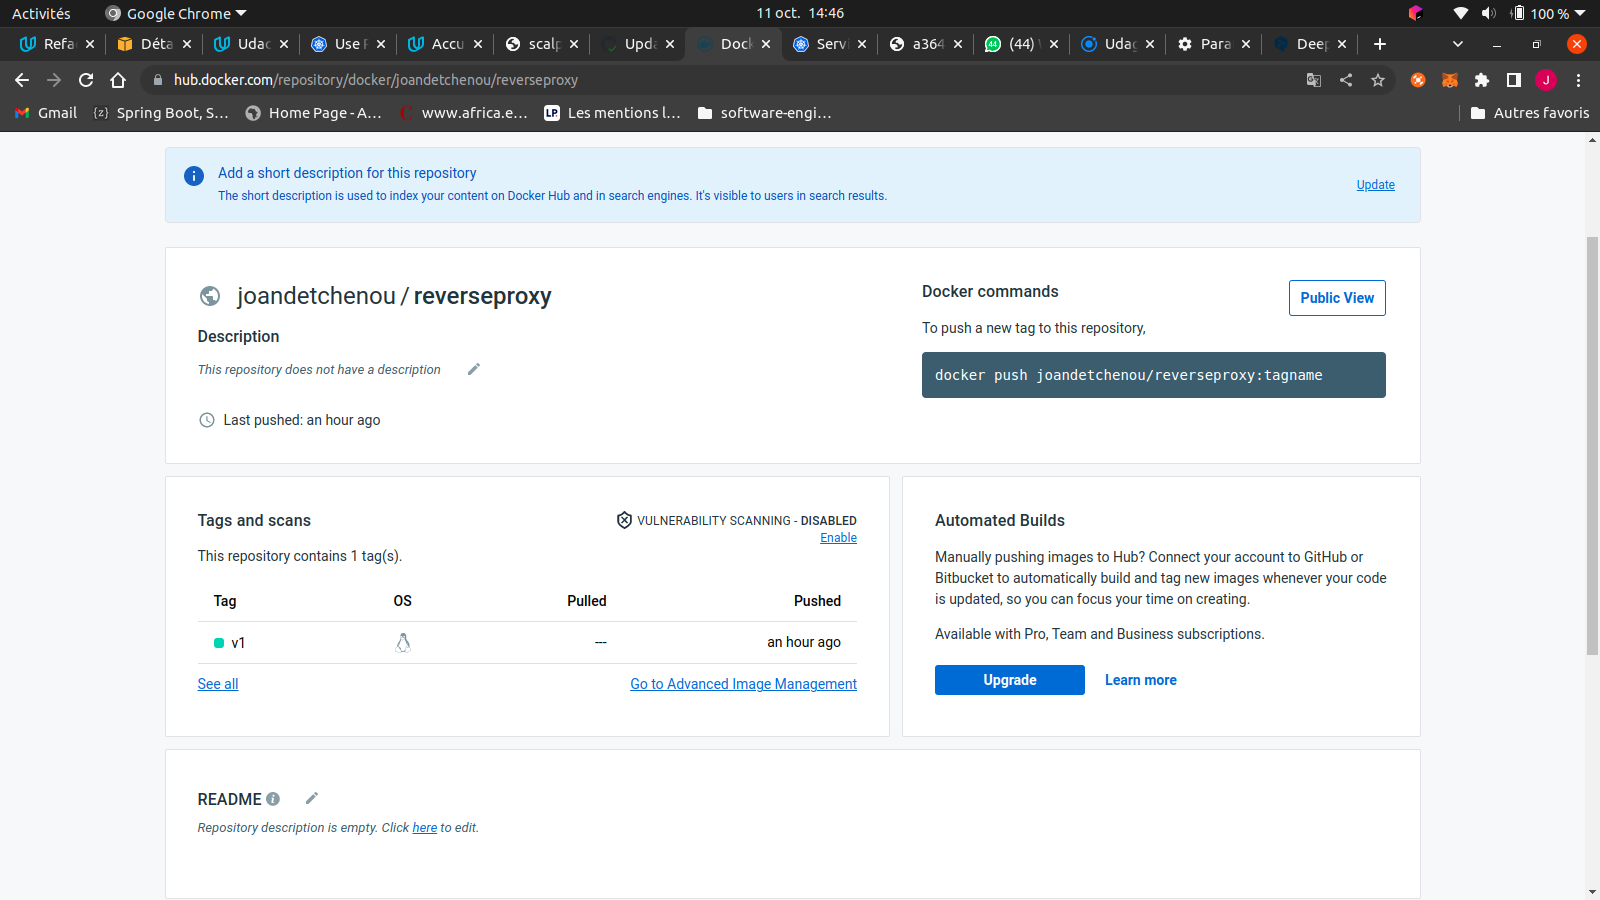 Activités
Google Chrome
11 oct. 14:46
100 %
Refa
Déta
Udac
Use F
Accu
scalp
Upda
Dock
Servi
a364
(44)
Udag
Para
Deep
hub.docker.com/repository/docker/joandetchenou/reverseproxy
J
Gmail
Spring Boot, S...
Home Page - A...
www.africa.e...
Les mentions l...
software-engi...
Autres favoris
Add a short description for this repository
The short description is used to index your content on Docker Hub and in search engines. It's visible to users in search results.
Update
joandetchenou / reverseproxy
Description
This repository does not have a description
Last pushed: an hour ago
Docker commands
Public View
To push a new tag to this repository,
docker push joandetchenou/reverseproxy:tagname
Tags and scans
VULNERABILITY SCANNING - DISABLED
Enable
This repository contains 1 tag(s).
Tag OS Pulled Pushed
v1 --- an hour ago
See all
Go to Advanced Image Management
Automated Builds
Manually pushing images to Hub? Connect your account to GitHub or
Bitbucket to automatically build and tag new images whenever your code
is updated, so you can focus your time on creating.
Available with Pro, Team and Business subscriptions.
Upgrade
Learn more
README
Repository description is empty. Click here to edit.